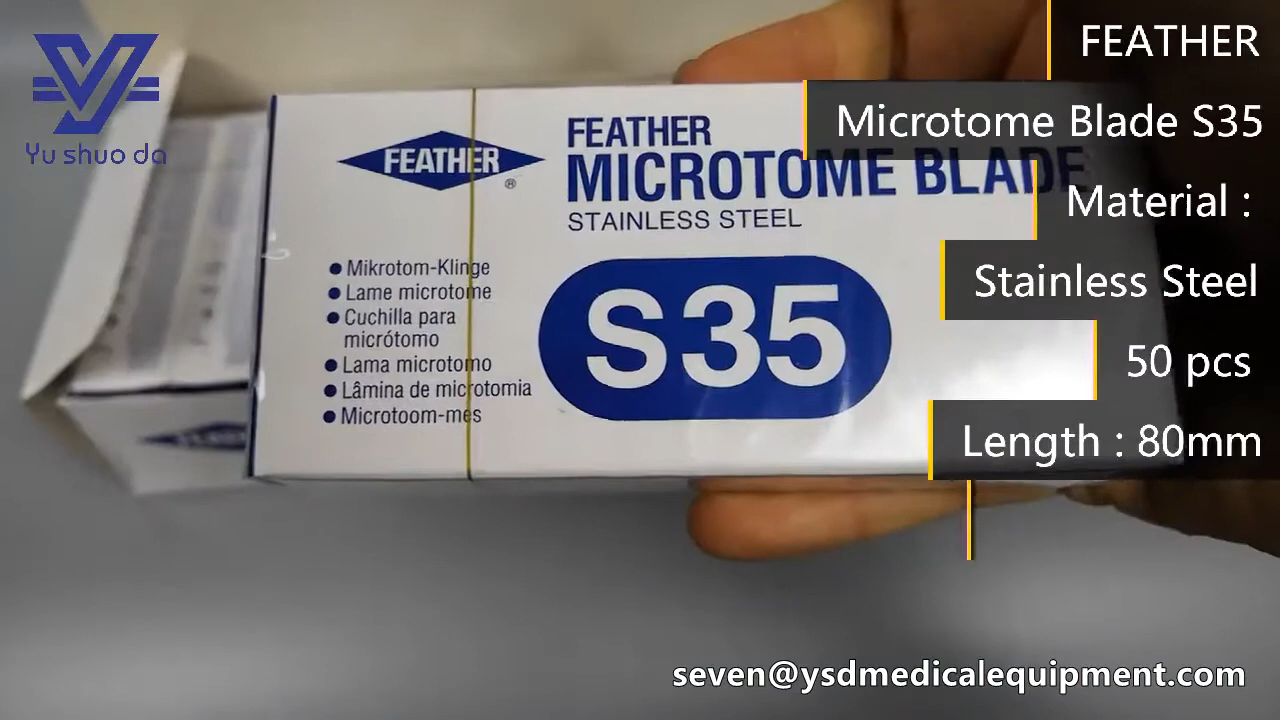 Yu shuo da
FEATHER
Microtome Blade S35
Material :
Stainless Steel
50 pcs
Length : 80mm
FEATHER
®
FEATHER
MICROTOME BLADE
STAINLESS STEEL
S35
● Mikrotom-Klinge
● Lame microtome
● Cuchilla para
micrótomo
● Lama microtomo
● Lâmina de microtomia
● Microtoom-mes
FEATHER
seven@ysdmedicalequipment.com